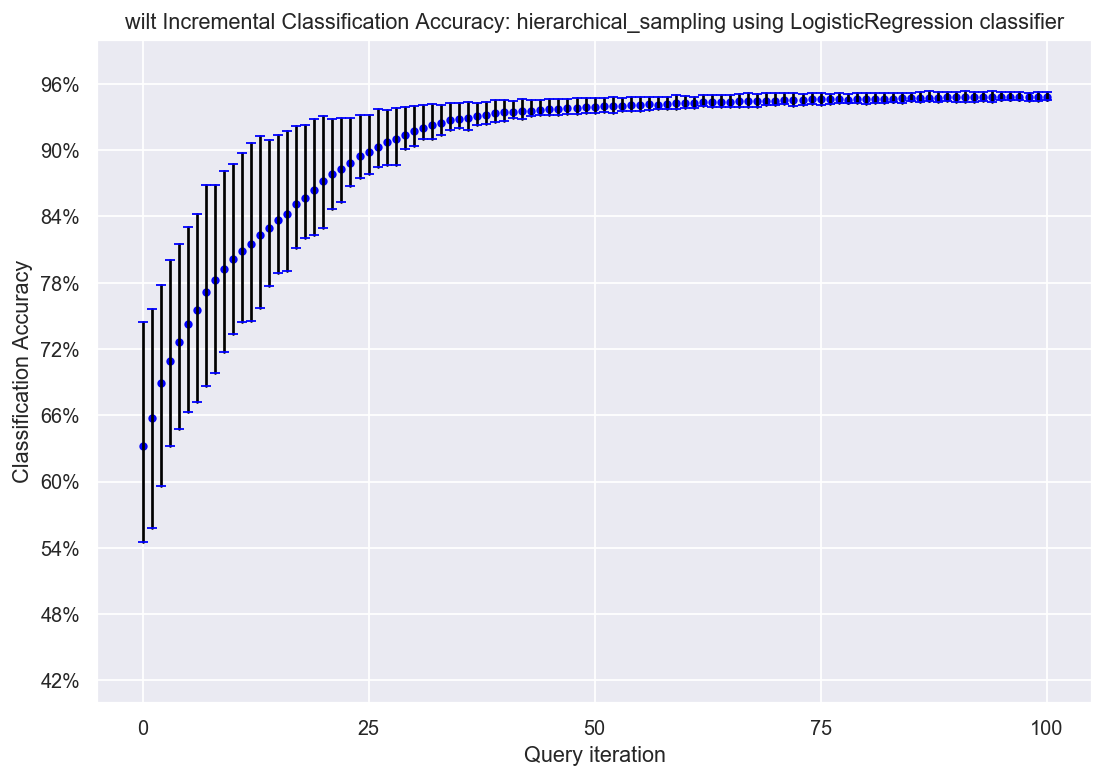 wilt Incremental Classification Accuracy: hierarchical_sampling using LogisticRegression classifier
96%
90%
84%
78%
72%
66%
60%
54%
48%
42%
Classification Accuracy
0 25 50 75 100
Query iteration